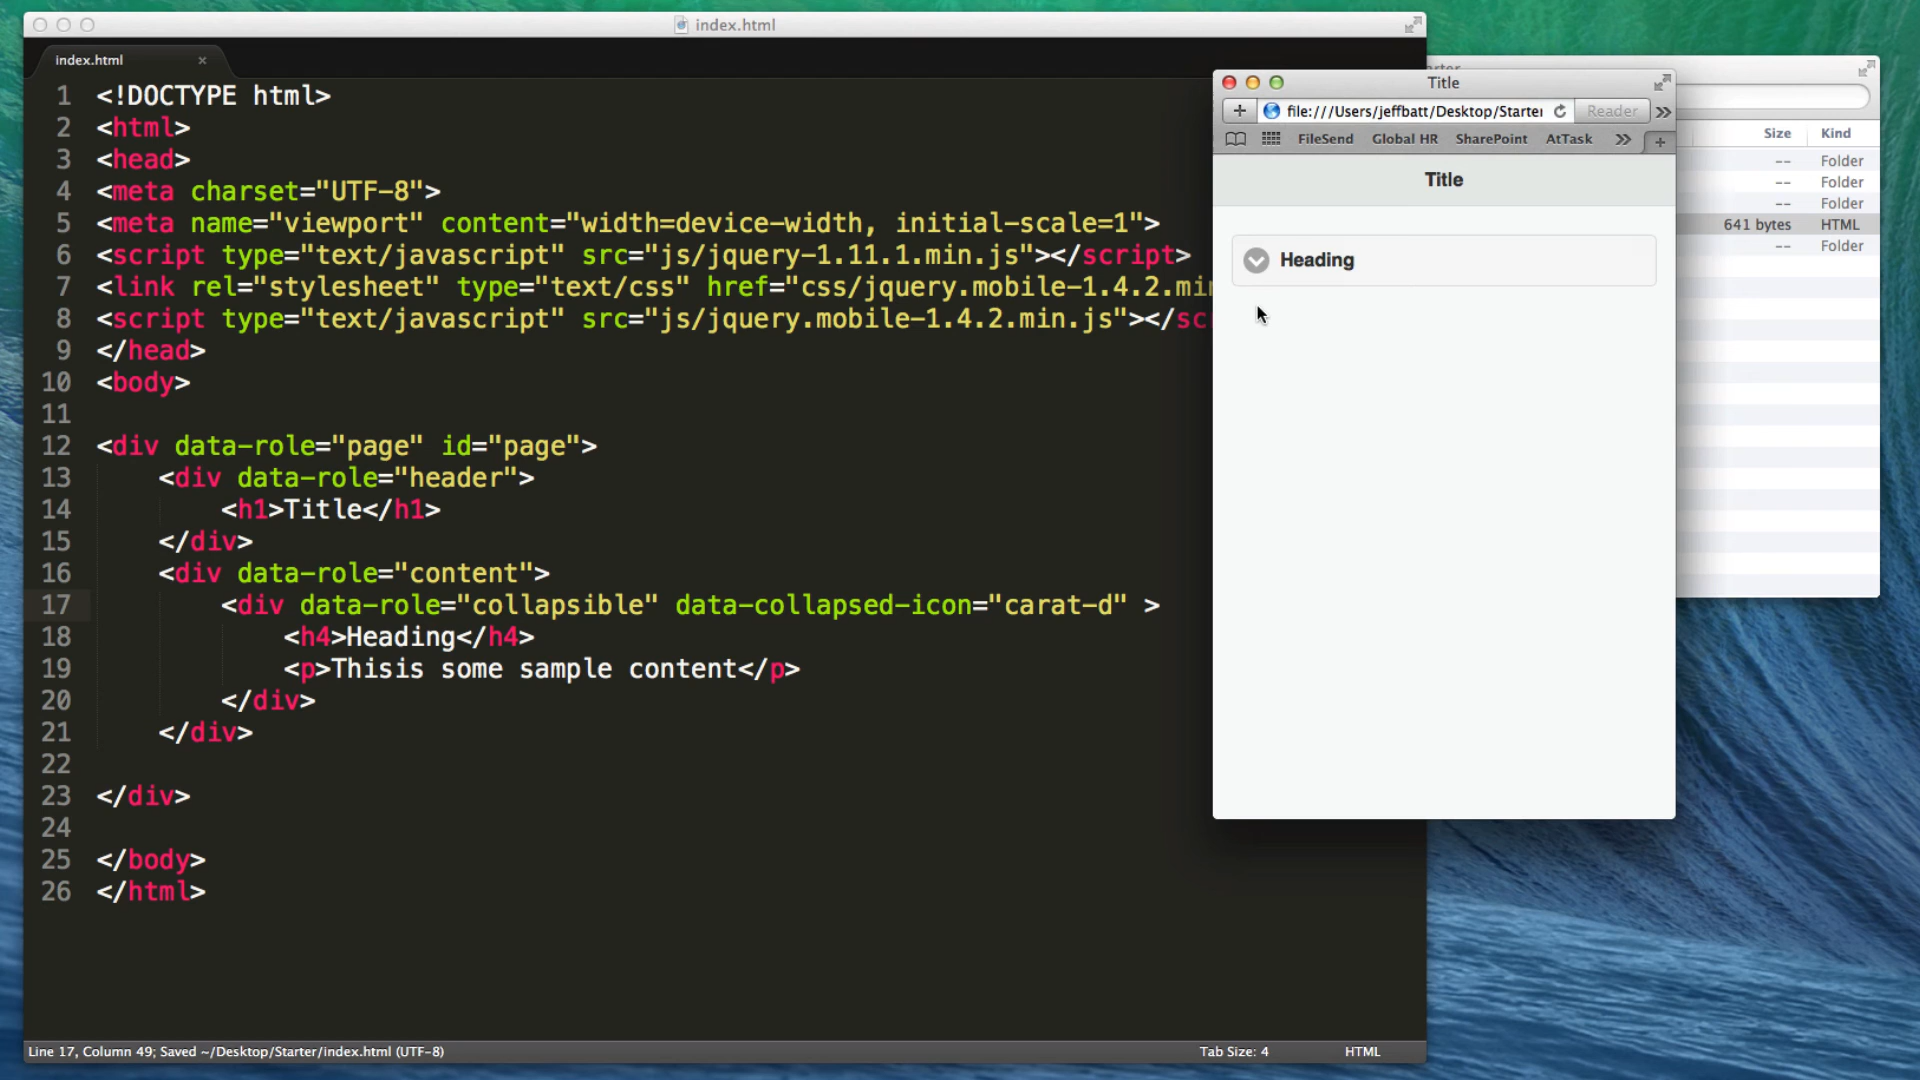 index.html
index.html
1 <!DOCTYPE html>
2 <html>
3 <head>
4 <meta charset="UTF-8">
5 <meta name="viewport" content="width=device-width, initial-scale=1">
6 <script type="text/javascript" src="js/jquery-1.11.1.min.js"></script>
7 <link rel="stylesheet" type="text/css" href="css/jquery.mobile-1.4.2.min
8 <script type="text/javascript" src="js/jquery.mobile-1.4.2.min.js"></scr
9 </head>
10 <body>
11
12 <div data-role="page" id="page">
13 <div data-role="header">
14 <h1>Title</h1>
15 </div>
16 <div data-role="content">
17 <div data-role="collapsible" data-collapsed-icon="carat-d" >
18 <h4>Heading</h4>
19 <p>Thisis some sample content</p>
20 </div>
21 </div>
22
23 </div>
24
25 </body>
26 </html>
Line 17, Column 49; Saved ~/Desktop/Starter/index.html (UTF-8)
Tab Size: 4
HTML
Title
file:///Users/jeffbatt/Desktop/Starter
Reader
FileSend Global HR SharePoint AtTask
Title
Heading
Size Kind
-- Folder
-- Folder
-- Folder
641 bytes HTML
-- Folder